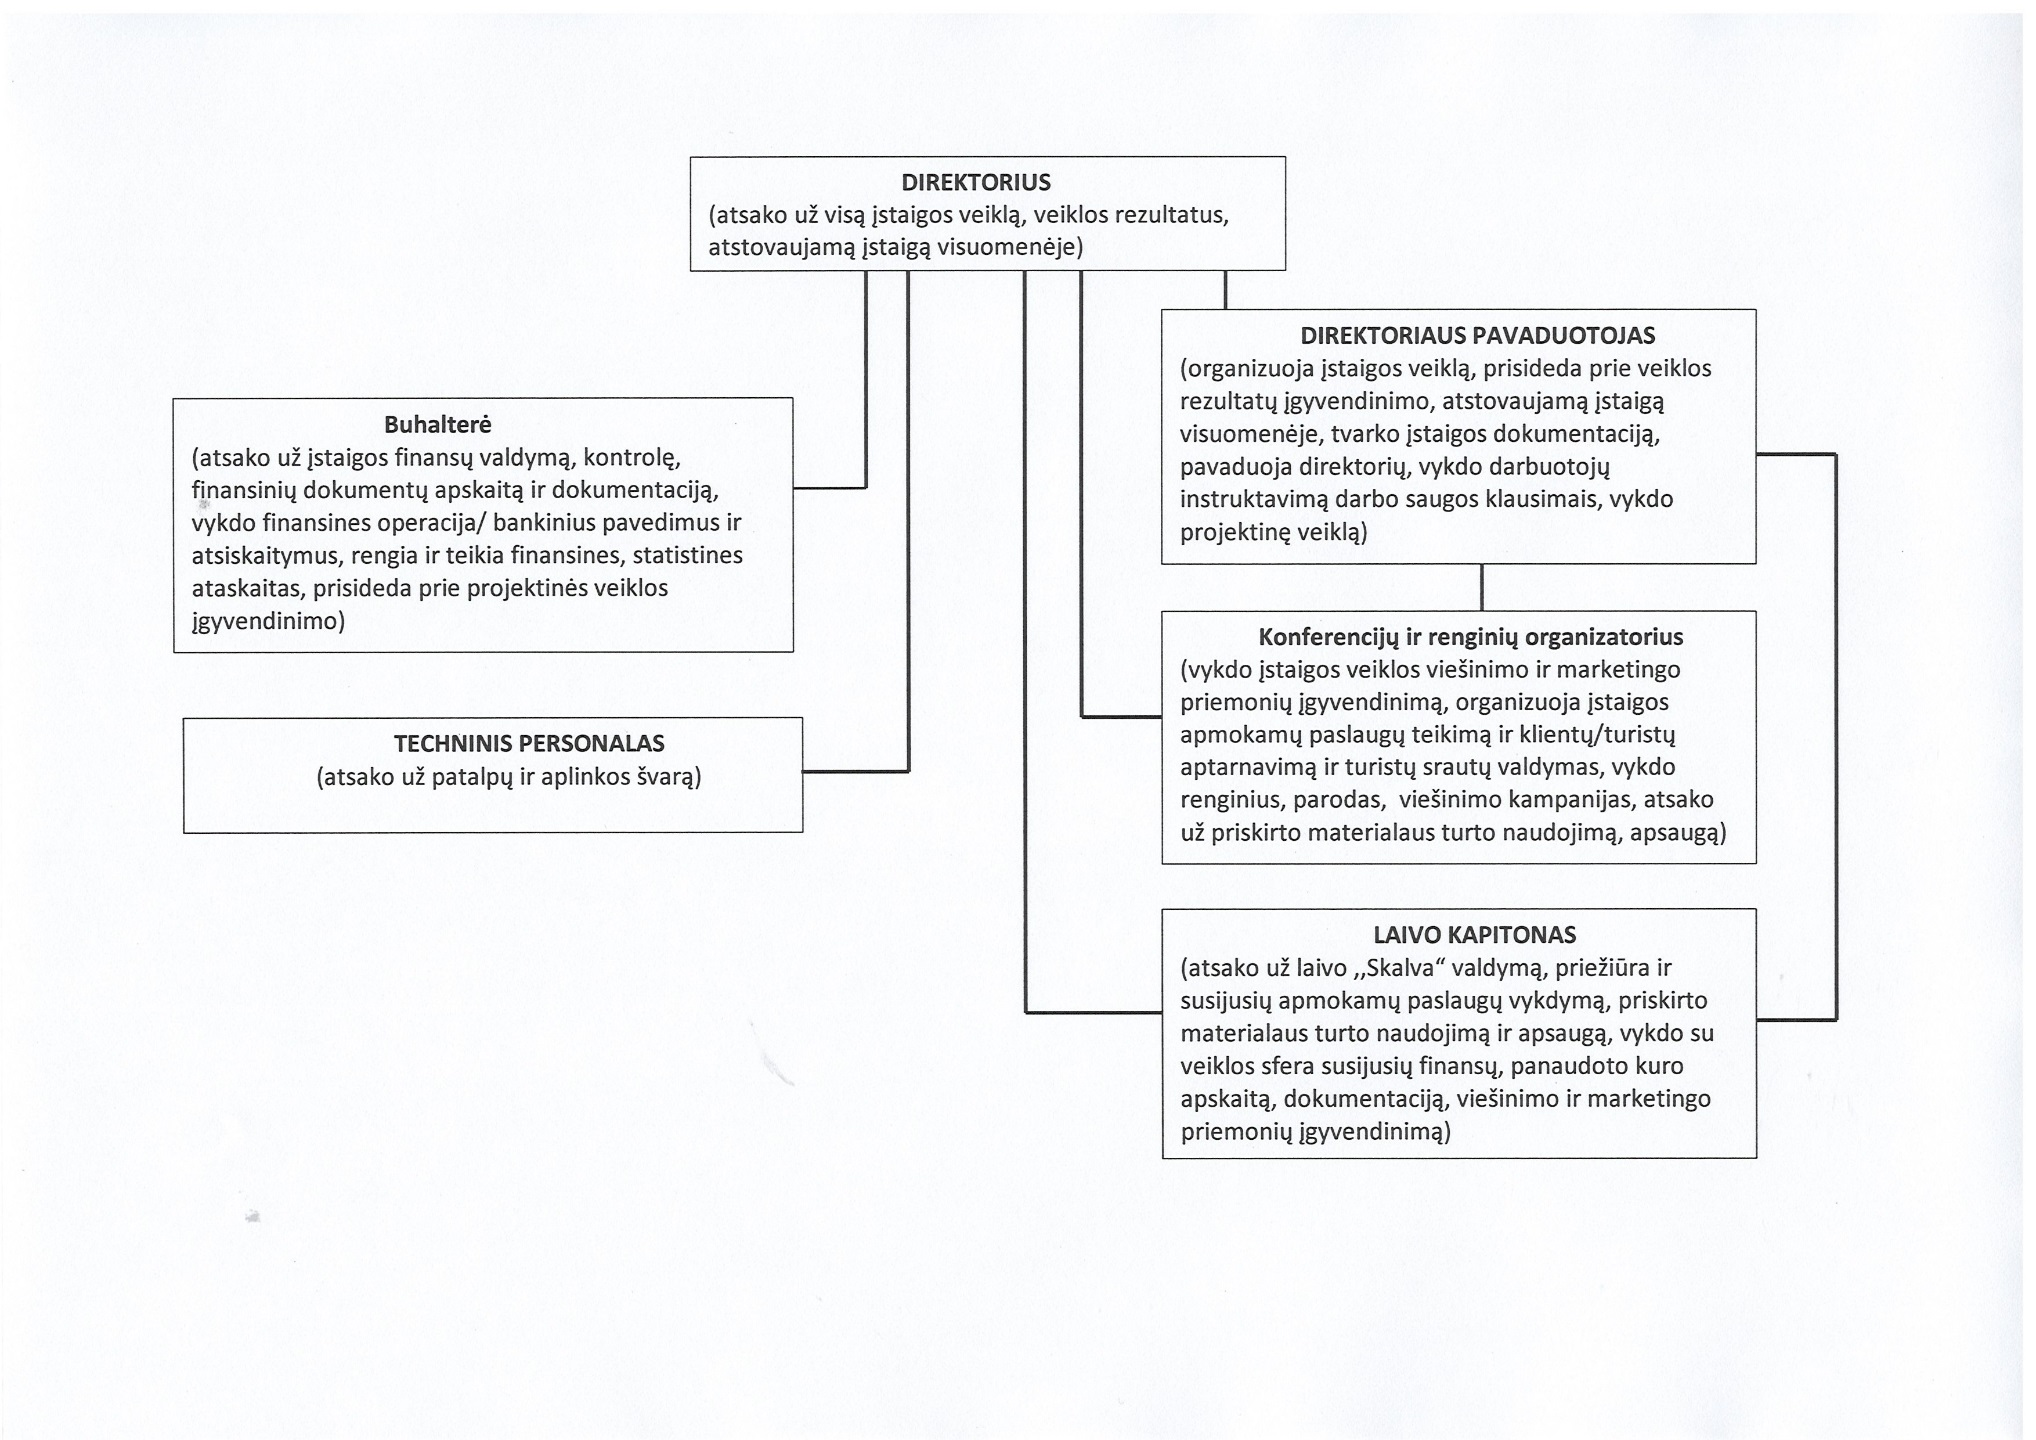 DIREKTORIUS
(atsako už visą įstaigos veiklą, veiklos rezultatus,
atstovaujamą įstaigą visuomenėje)
DIREKTORIAUS PAVADUOTOJAS
(organizuoja įstaigos veiklą, prisideda prie veiklos
rezultatų įgyvendinimo, atstovaujamą įstaigą
visuomenėje, tvarko įstaigos dokumentaciją,
pavaduoja direktorių, vykdo darbuotojų
instruktavimą darbo saugos klausimais, vykdo
projektinę veiklą)
Buhalterė
(atsako už įstaigos finansų valdymą, kontrolę,
finansinių dokumentų apskaitą ir dokumentaciją,
vykdo finansines operacija/ bankinius pavedimus ir
atsiskaitymus, rengia ir teikia finansines, statistines
ataskaitas, prisideda prie projektinės veiklos
įgyvendinimo)
Konferencijų ir renginių organizatorius
(vykdo įstaigos veiklos viešinimo ir marketingo
priemonių įgyvendinimą, organizuoja įstaigos
apmokamų paslaugų teikimą ir klientų/turistų
aptarnavimą ir turistų srautų valdymas, vykdo
renginius, parodas,  viešinimo kampanijas, atsako
už priskirto materialaus turto naudojimą, apsaugą)
TECHNINIS PERSONALAS
(atsako už patalpų ir aplinkos švarą)
LAIVO KAPITONAS
(atsako už laivo ,,Skalva“ valdymą, priežiūra ir
susijusių apmokamų paslaugų vykdymą, priskirto
materialaus turto naudojimą ir apsaugą, vykdo su
veiklos sfera susijusių finansų, panaudoto kuro
apskaitą, dokumentaciją, viešinimo ir marketingo
priemonių įgyvendinimą)